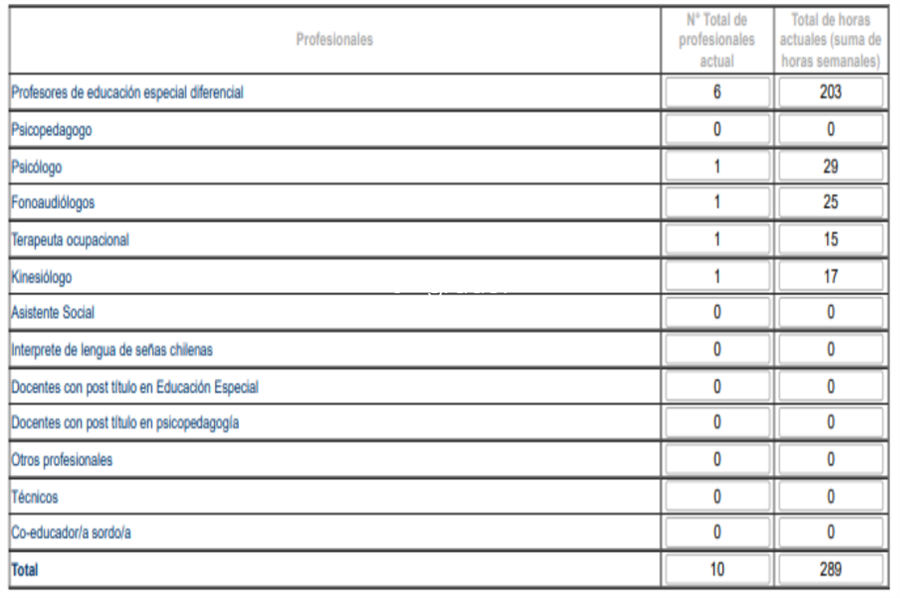 Profesionales
N° Total de
profesionales
actual
Total de horas
actuales (suma de
horas semanales)
Profesores de educación especial diferencial 6 203
Psicopedagogo 0 0
Psicólogo 1 29
Fonoaudiólogos 1 25
Terapeuta ocupacional 1 15
Kinesiólogo 1 17
Asistente Social 0 0
Interprete de lengua de señas chilenas 0 0
Docentes con post título en Educación Especial 0 0
Docentes con post título en psicopedagogía 0 0
Otros profesionales 0 0
Técnicos 0 0
Co-educador/a sordo/a 0 0
Total 10 289